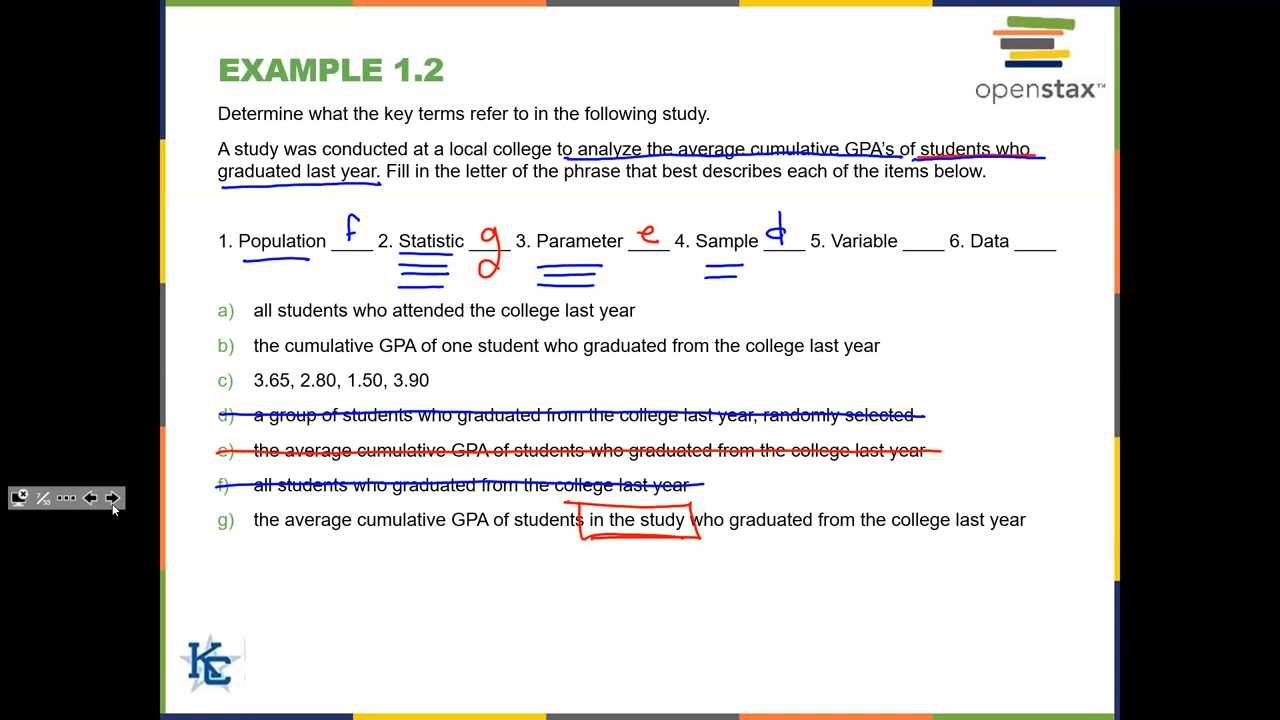 EXAMPLE 1.2
openstax™
Determine what the key terms refer to in the following study.
A study was conducted at a local college to analyze the average cumulative GPA's of students who
graduated last year. Fill in the letter of the phrase that best describes each of the items below.
1. Population f 2. Statistic g 3. Parameter e 4. Sample d 5. Variable ____ 6. Data ____
a) all students who attended the college last year
b) the cumulative GPA of one student who graduated from the college last year
c) 3.65, 2.80, 1.50, 3.90
d) a group of students who graduated from the college last year, randomly selected
e) the average cumulative GPA of students who graduated from the college last year
f) all students who graduated from the college last year
7/55
g) the average cumulative GPA of students in the study who graduated from the college last year
KC